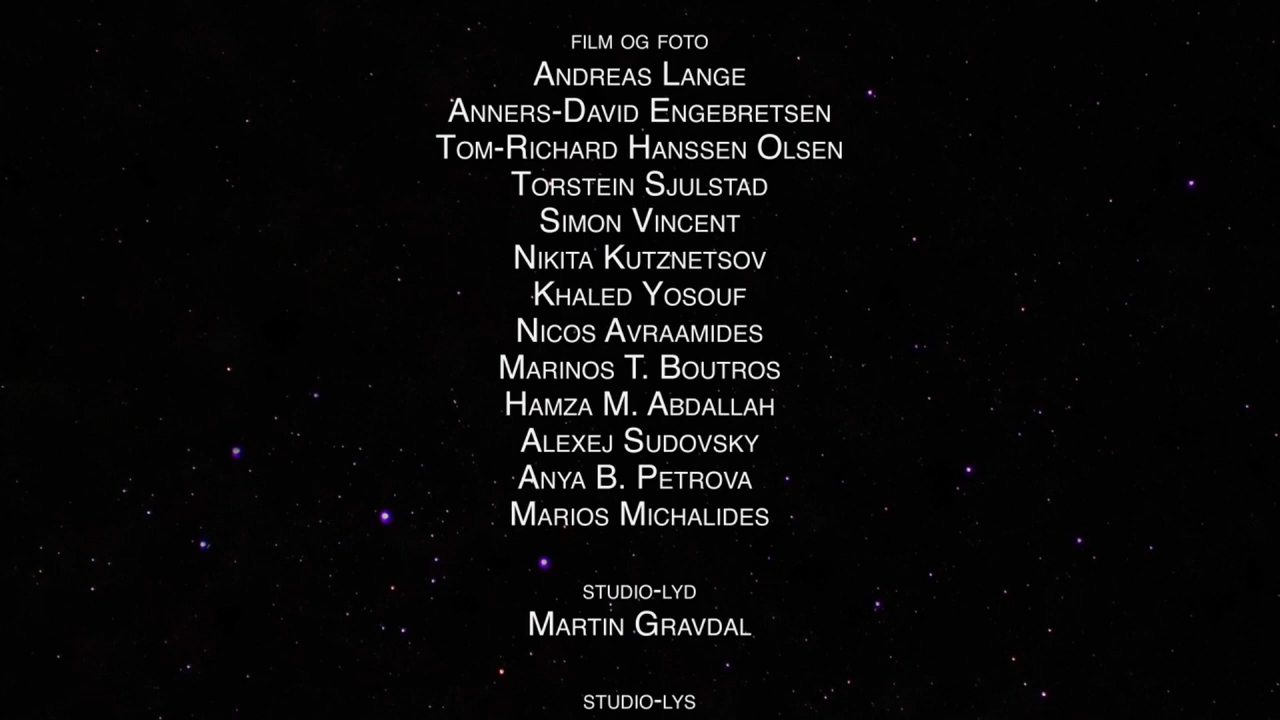 FILM OG FOTO
ANDREAS LANGE
ANNERS-DAVID ENGEBRETSEN
TOM-RICHARD HANSSEN OLSEN
TORSTEIN SJULSTAD
SIMON VINCENT
NIKITA KUTZNETSOV
KHALED YOSOUF
NICOS AVRAAMIDES
MARINOS T. BOUTROS
HAMZA M. ABDALLAH
ALEXEJ SUDOVSKY
ANYA B. PETROVA
MARIOS MICHALIDES
STUDIO-LYD
MARTIN GRAVDAL
STUDIO-LYS